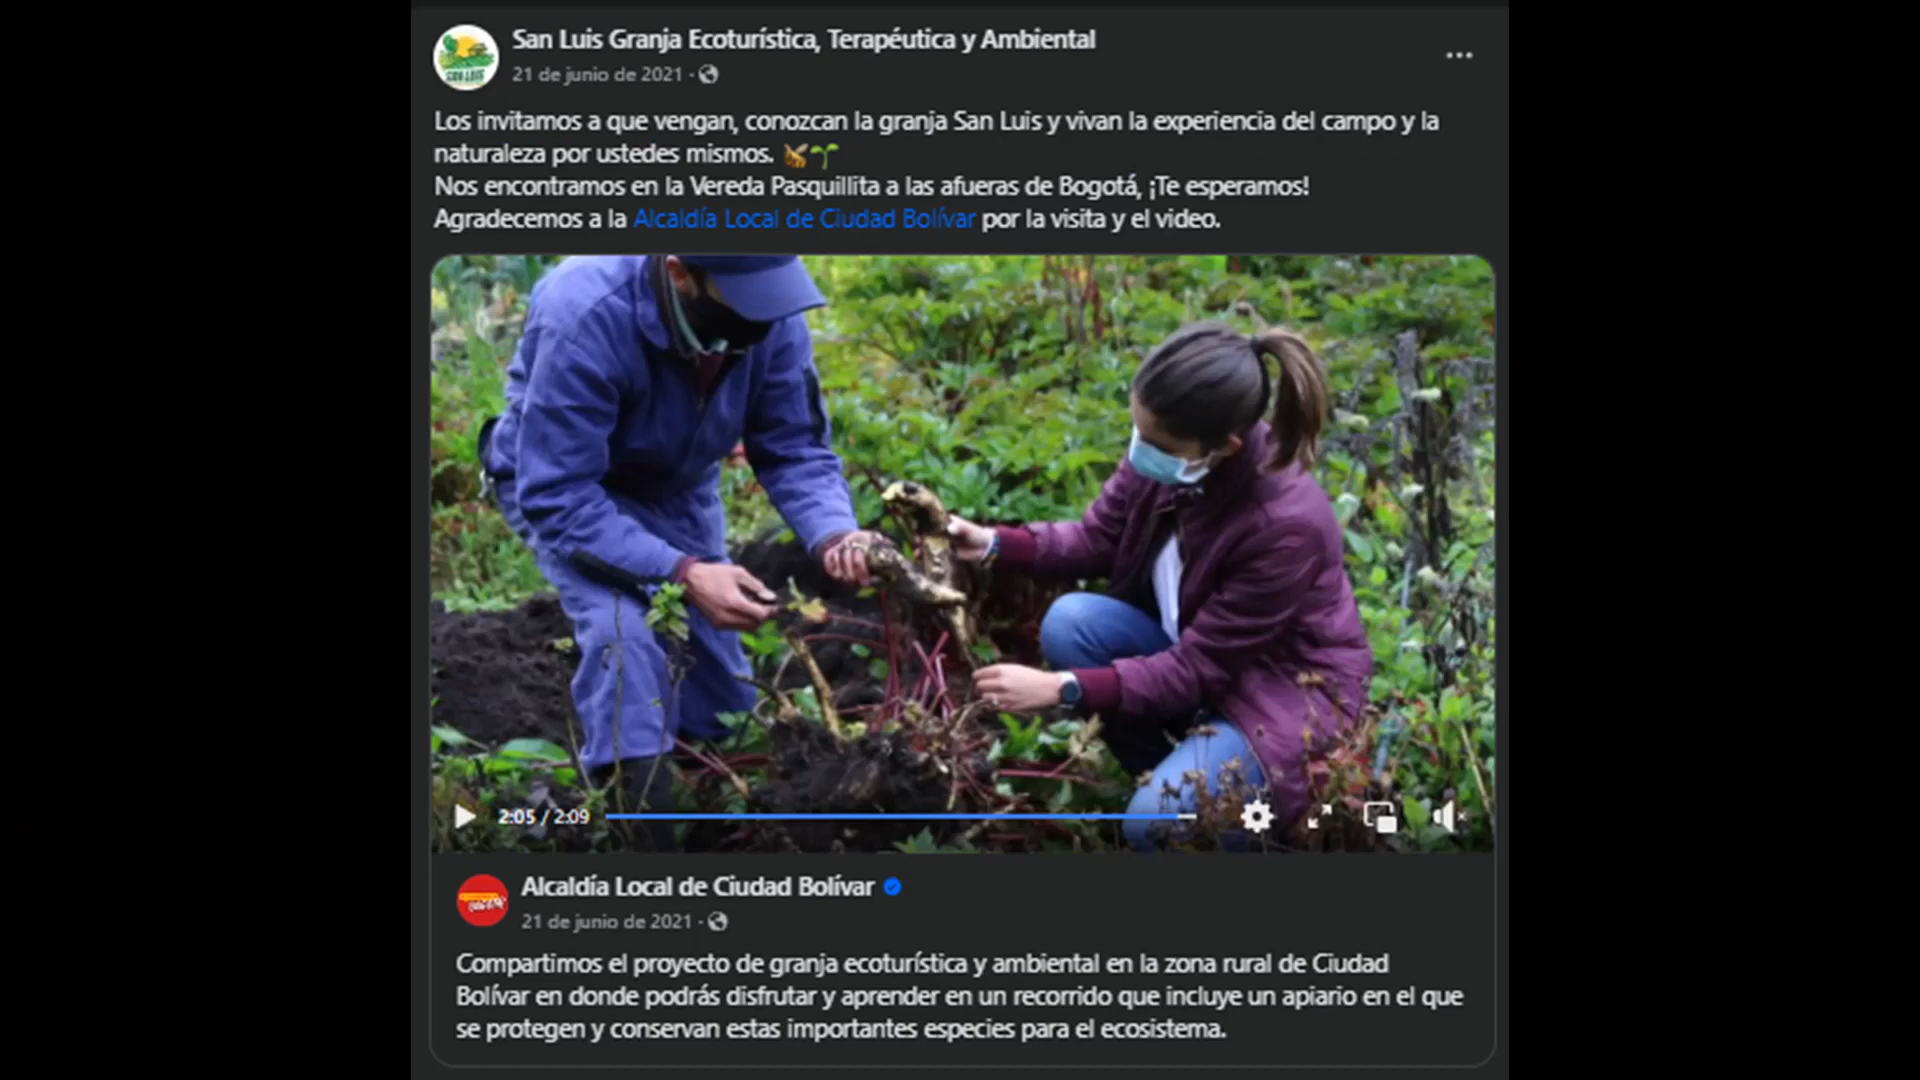 San Luis Granja Ecoturística, Terapéutica y Ambiental
21 de junio de 2021 ·
Los invitamos a que vengan, conozcan la granja San Luis y vivan la experiencia del campo y la
naturaleza por ustedes mismos. 🐝🌱
Nos encontramos en la Vereda Pasquillita a las afueras de Bogotá, ¡Te esperamos!
Agradecemos a la Alcaldía Local de Ciudad Bolívar por la visita y el video.
2:05 / 2:09
Alcaldía Local de Ciudad Bolívar
21 de junio de 2021 ·
Compartimos el proyecto de granja ecoturística y ambiental en la zona rural de Ciudad
Bolívar en donde podrás disfrutar y aprender en un recorrido que incluye un apiario en el que
se protegen y conservan estas importantes especies para el ecosistema.